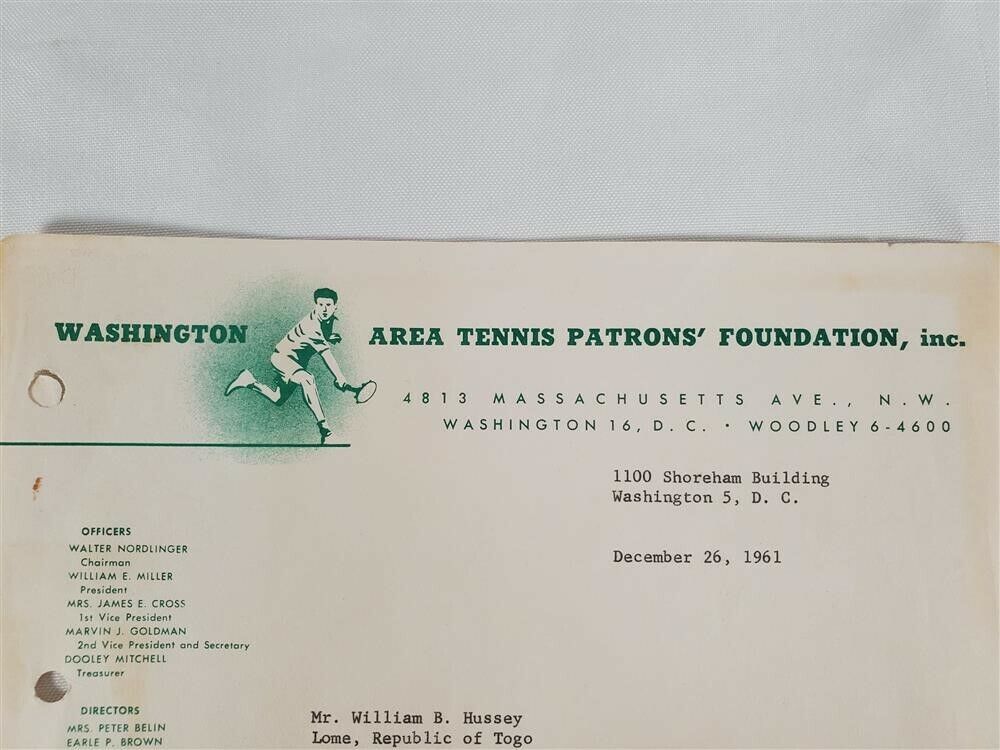 WASHINGTON AREA TENNIS PATRONS' FOUNDATION, inc.
4813 MASSACHUSETTS AVE., N.W.
WASHINGTON 16, D. C. · WOODLEY 6-4600
1100 Shoreham Building
Washington 5, D. C.
December 26, 1961
OFFICERS
WALTER NORDLINGER
Chairman
WILLIAM E. MILLER
President
MRS. JAMES E. CROSS
1st Vice President
MARVIN J. GOLDMAN
2nd Vice President and Secretary
DOOLEY MITCHELL
Treasurer
DIRECTORS
MRS. PETER BELIN
EARLE P. BROWN
Mr. William B. Hussey
Lome, Republic of Togo